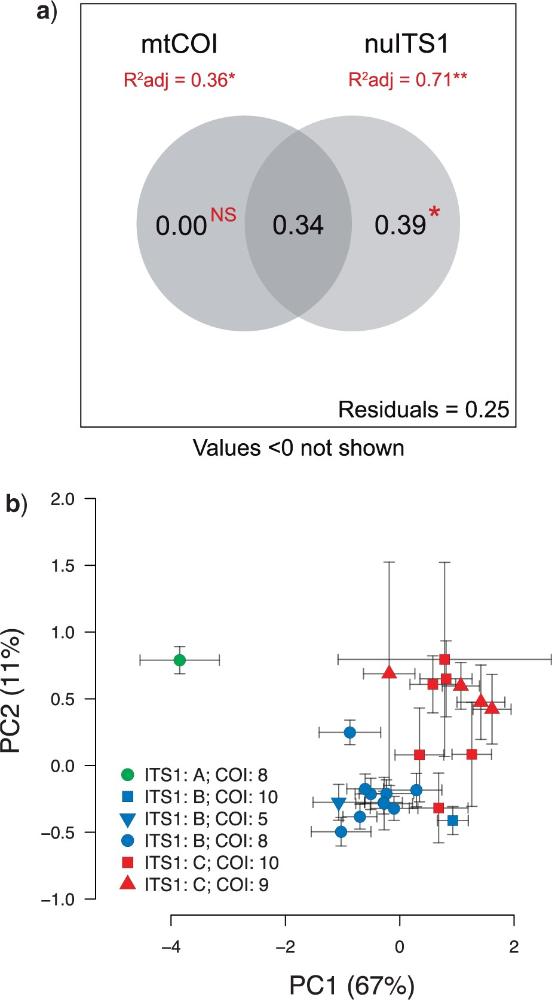 a)
mtCOI nuITS1
R²adj = 0.36* R²adj = 0.71**
0.00 NS 0.34 0.39 *
Residuals = 0.25
Values <0 not shown
b)
2.0
1.5
1.0
0.5
0.0
−0.5
−1.0
PC2 (11%)
ITS1: A; COI: 8
ITS1: B; COI: 10
ITS1: B; COI: 5
ITS1: B; COI: 8
ITS1: C; COI: 10
ITS1: C; COI: 9
−4 −2 0 2
PC1 (67%)